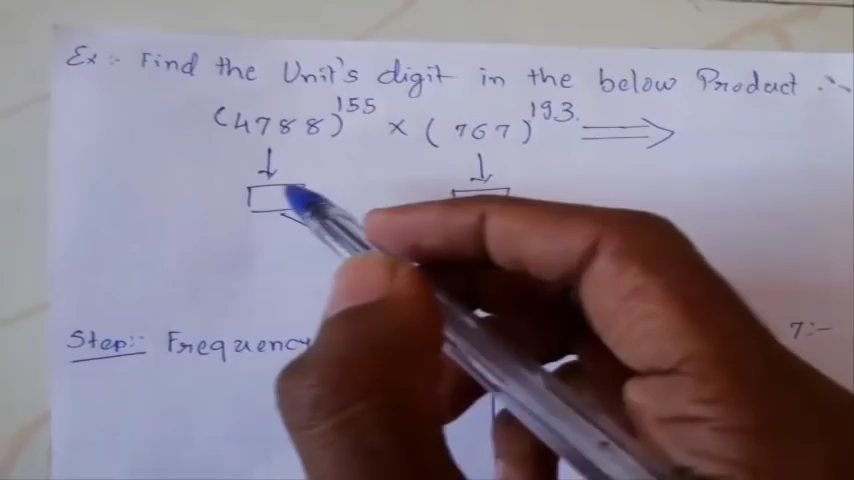 Ex :- Find the Unit's digit in the below Product :-
(4788)^155 × (767)^193. ⟹
Step:- Frequency
7:-